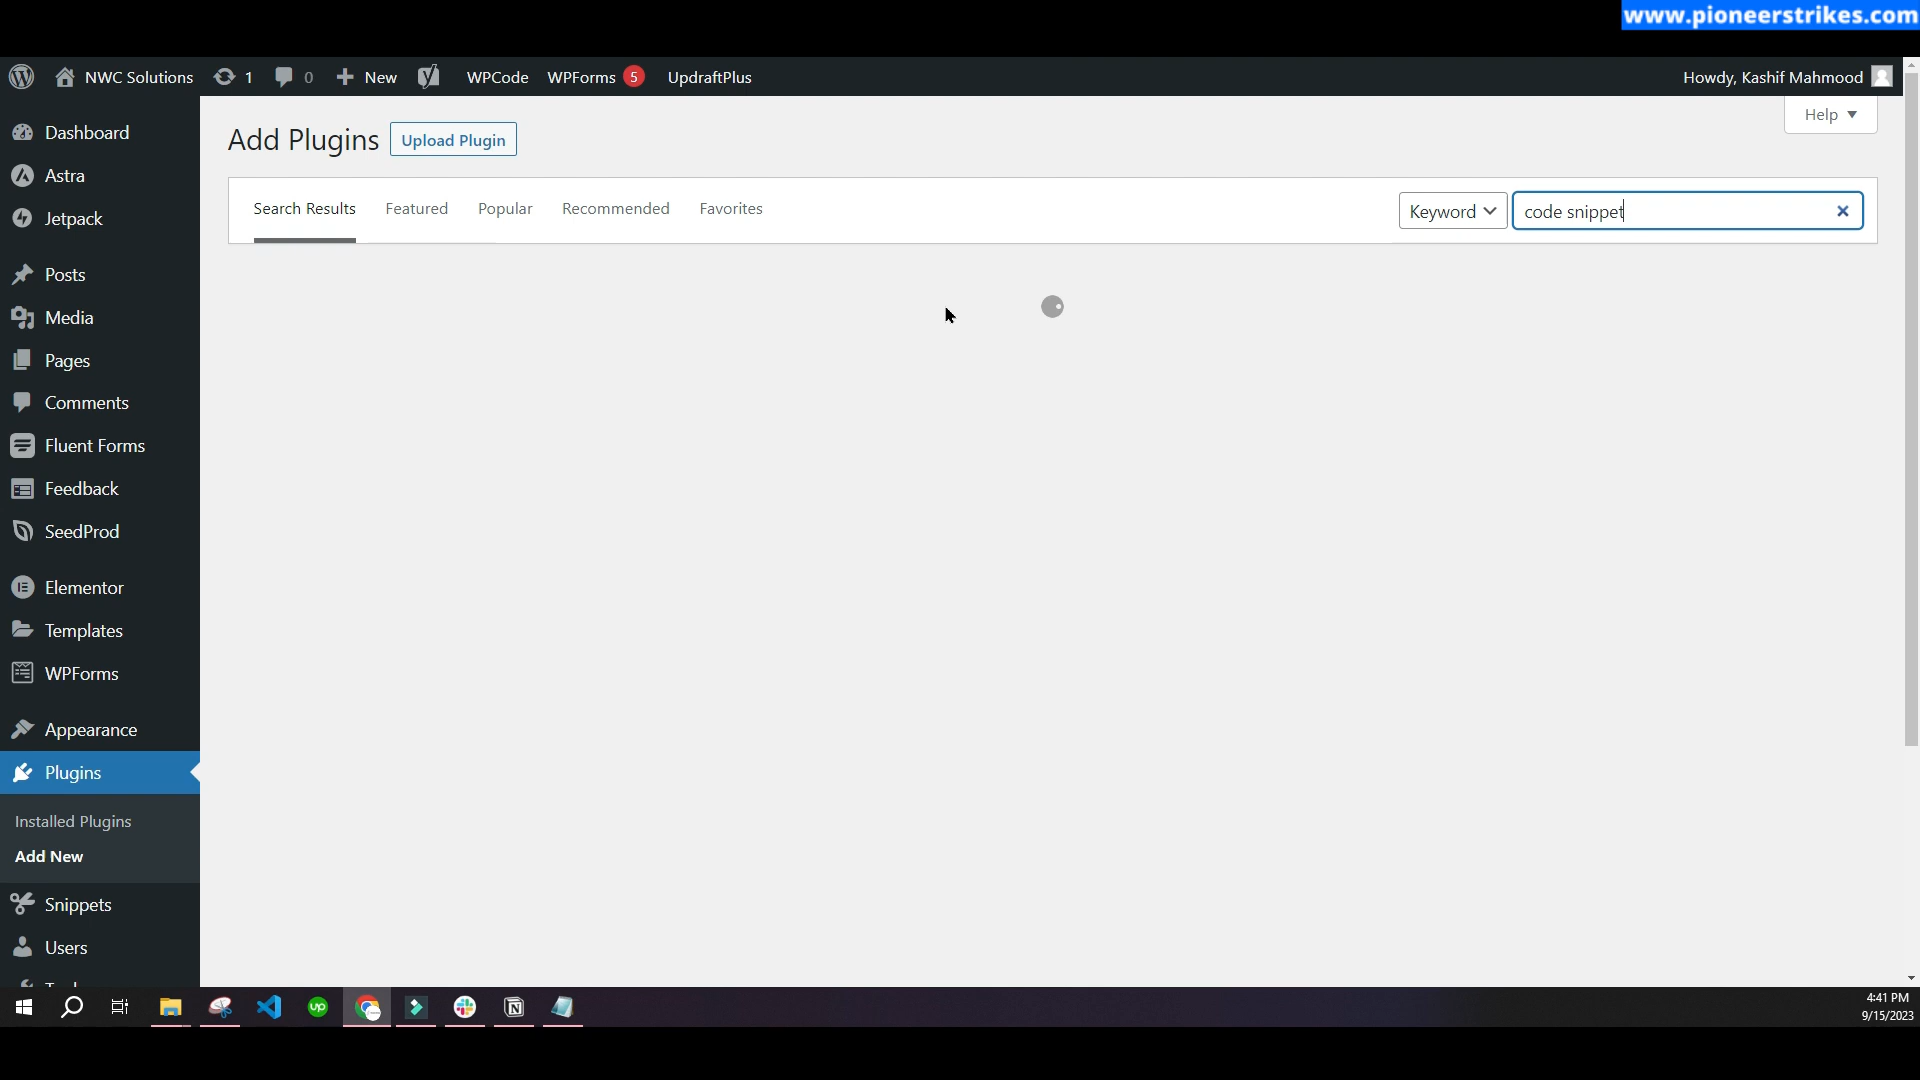 www.pioneerstrikes.com
NWC Solutions
1
0
New
WPCode
WPForms
5
UpdraftPlus
Howdy, Kashif Mahmood
Dashboard
Astra
Jetpack
Posts
Media
Pages
Comments
Fluent Forms
Feedback
SeedProd
Elementor
Templates
WPForms
Appearance
Plugins
Installed Plugins
Add New
Snippets
Users
Add Plugins
Upload Plugin
Help
Search Results
Featured
Popular
Recommended
Favorites
Keyword
code snippet
up
4:41 PM
9/15/2023